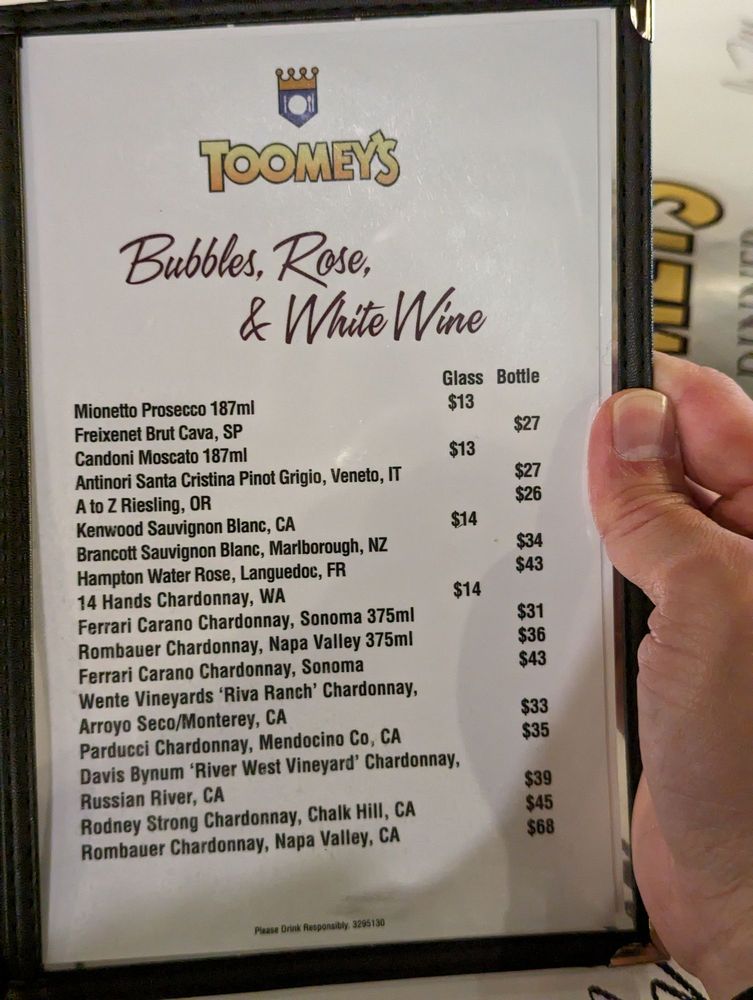 TOOMEY'S
Bubbles, Rose,
& White Wine
Glass Bottle
Mionetto Prosecco 187ml $13
Freixenet Brut Cava, SP $27
Candoni Moscato 187ml $13
Antinori Santa Cristina Pinot Grigio, Veneto, IT $27
A to Z Riesling, OR $26
Kenwood Sauvignon Blanc, CA $14
Brancott Sauvignon Blanc, Marlborough, NZ $34
Hampton Water Rose, Languedoc, FR $43
14 Hands Chardonnay, WA $14
Ferrari Carano Chardonnay, Sonoma 375ml $31
Rombauer Chardonnay, Napa Valley 375ml $36
Ferrari Carano Chardonnay, Sonoma $43
Wente Vineyards ‘Riva Ranch’ Chardonnay,
Arroyo Seco/Monterey, CA $33
Parducci Chardonnay, Mendocino Co, CA $35
Davis Bynum ‘River West Vineyard’ Chardonnay,
Russian River, CA $39
Rodney Strong Chardonnay, Chalk Hill, CA $45
Rombauer Chardonnay, Napa Valley, CA $68
Please Drink Responsibly. 3295130
DINNER